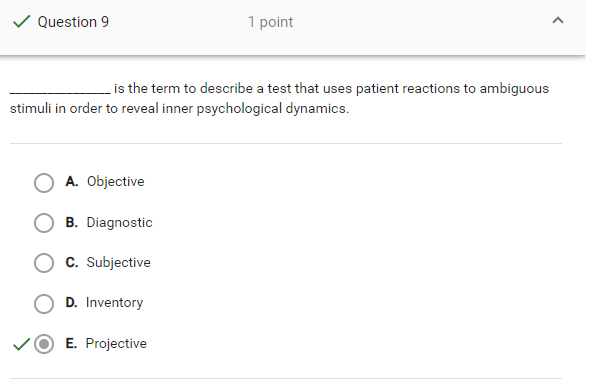 Question 9 1 point
________________ is the term to describe a test that uses patient reactions to ambiguous
stimuli in order to reveal inner psychological dynamics.
A. Objective
B. Diagnostic
C. Subjective
D. Inventory
E. Projective